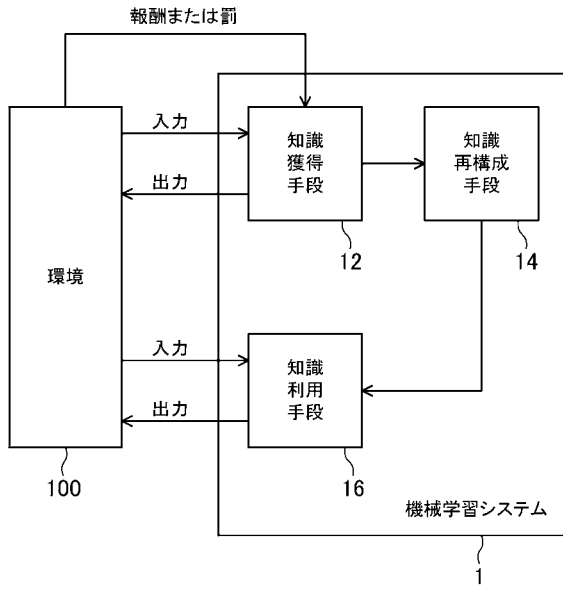 報酬または罰
入力
出力
知識
獲得
手段
12
知識
再構成
手段
14
環境
入力
出力
知識
利用
手段
16
100
機械学習システム
1